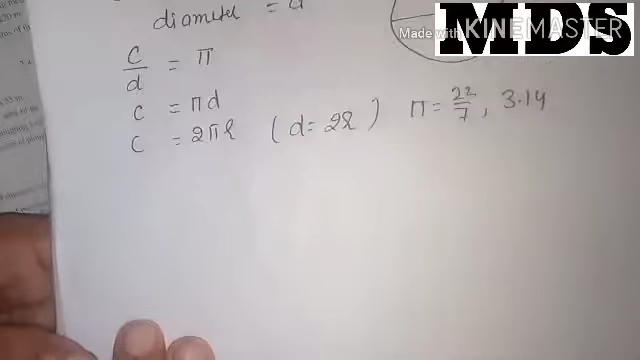 MDS
Made with KINEMASTER
diameter = d
C/d = π
C = πd
C = 2πr (d = 2r) π = 22/7, 3.14